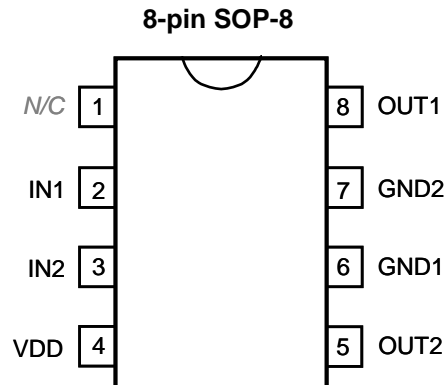 8-pin SOP-8
N/C 1 8 OUT1
IN1 2 7 GND2
IN2 3 6 GND1
VDD 4 5 OUT2